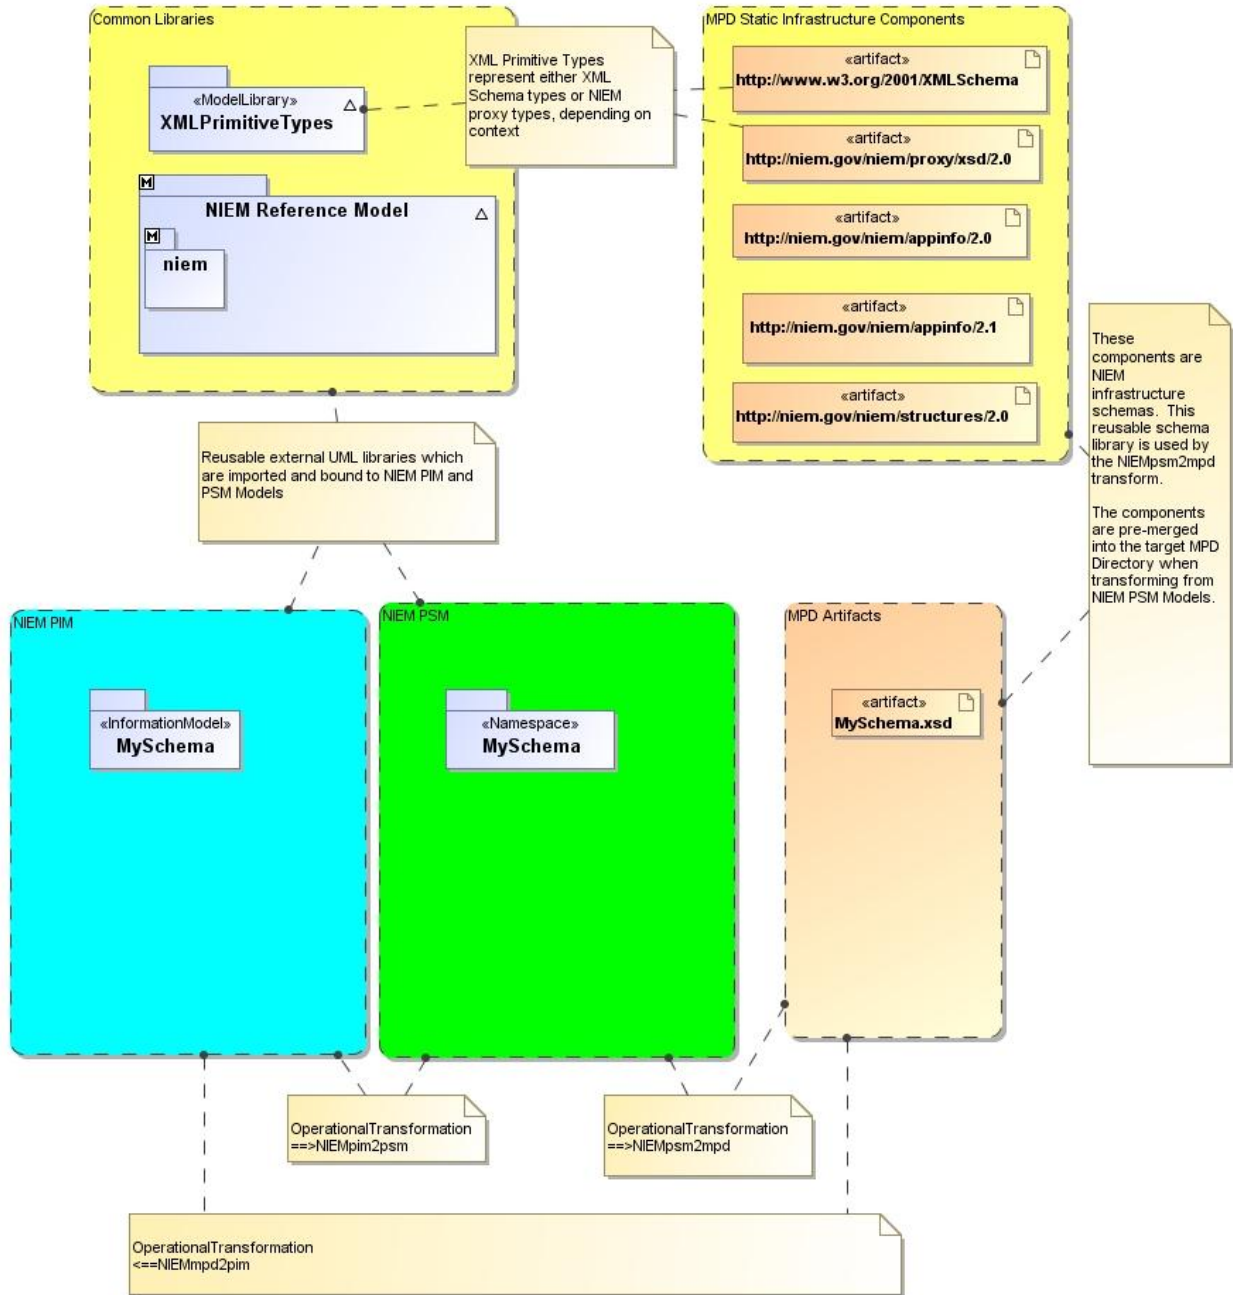 Common Libraries
«ModelLibrary»
XMLPrimitiveTypes
NIEM Reference Model
niem
XML Primitive Types
represent either XML
Schema types or NIEM
proxy types, depending on
context
MPD Static Infrastructure Components
«artifact»
http://www.w3.org/2001/XMLSchema
«artifact»
http://niem.gov/niem/proxy/xsd/2.0
«artifact»
http://niem.gov/niem/appinfo/2.0
«artifact»
http://niem.gov/niem/appinfo/2.1
«artifact»
http://niem.gov/niem/structures/2.0
These
components are
NIEM
infrastructure
schemas. This
reusable schema
library is used by
the NIEMpsm2mpd
transform.
The components
are pre-merged
into the target MPD
Directory when
transforming from
NIEM PSM Models.
Reusable external UML libraries which
are imported and bound to NIEM PIM and
PSM Models
NIEM PIM
«InformationModel»
MySchema
NIEM PSM
«Namespace»
MySchema
MPD Artifacts
«artifact»
MySchema.xsd
OperationalTransformation
==>NIEMpim2psm
OperationalTransformation
==>NIEMpsm2mpd
OperationalTransformation
<==NIEMmpd2pim